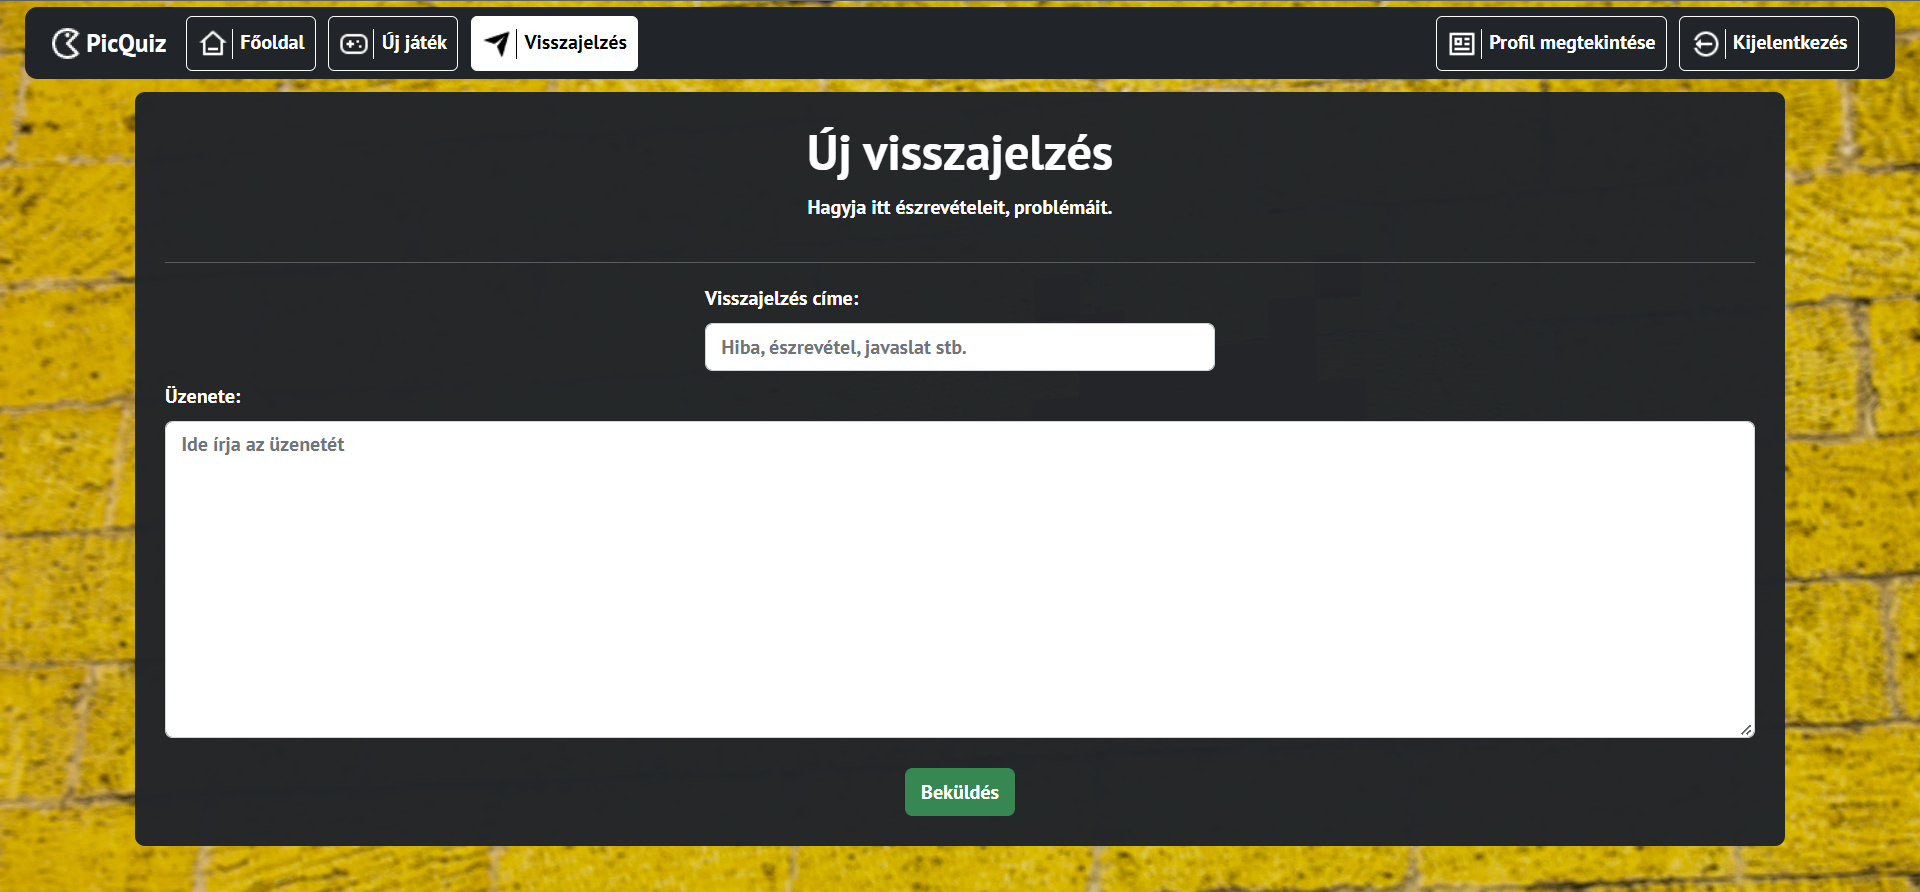 PicQuiz Főoldal Új játék Visszajelzés Profil megtekintése Kijelentkezés
Új visszajelzés
Hagyja itt észrevételeit, problémáit.
Visszajelzés címe:
Hiba, észrevétel, javaslat stb.
Üzenete:
Ide írja az üzenetét
Beküldés